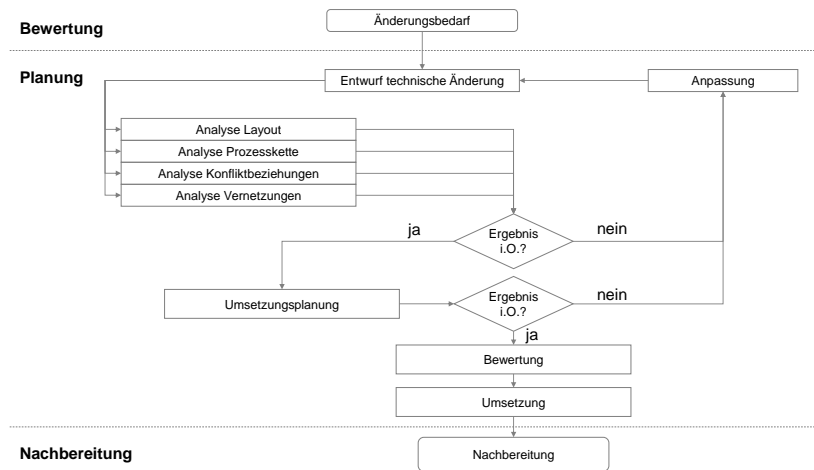 Änderungsbedarf
Bewertung
Planung
Entwurf technische Änderung
Anpassung
Analyse Layout
Analyse Prozesskette
Analyse Konfliktbeziehungen
Analyse Vernetzungen
ja
Ergebnis
i.O.?
nein
Umsetzungsplanung
Ergebnis
i.O.?
nein
ja
Bewertung
Umsetzung
Nachbereitung
Nachbereitung